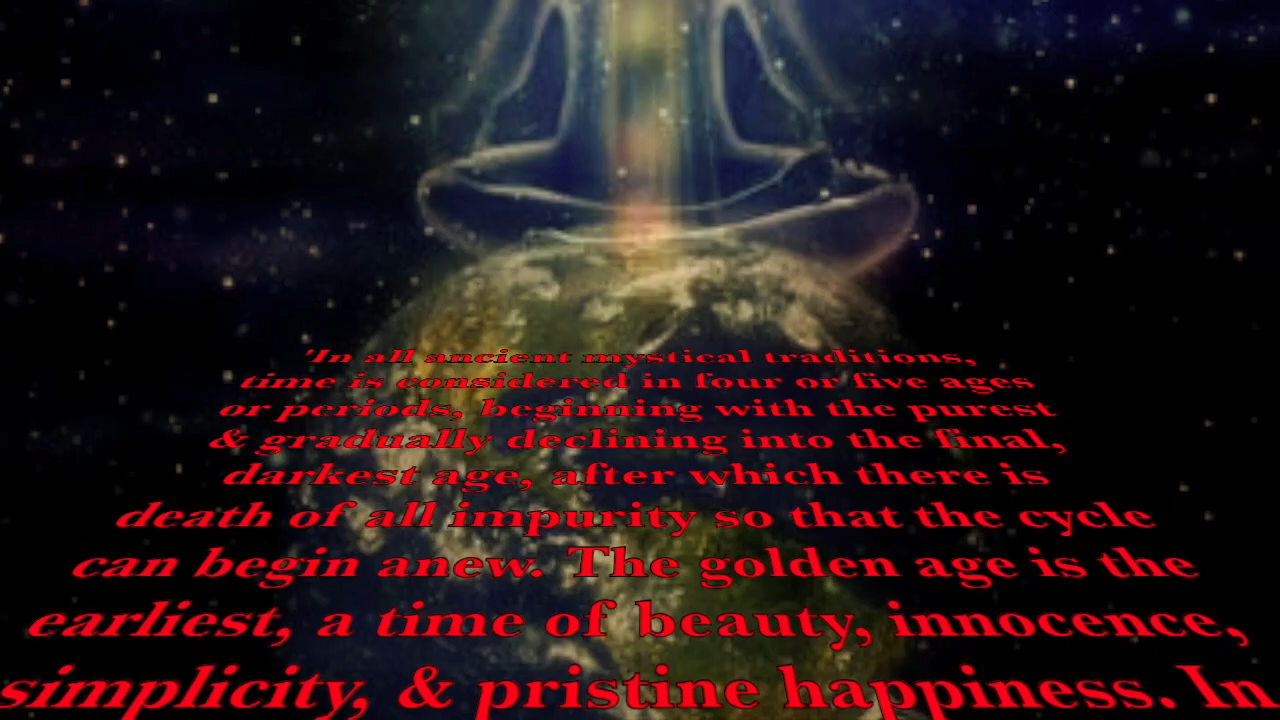 'In all ancient mystical traditions,
time is considered in four or five ages
or periods, beginning with the purest
& gradually declining into the final,
darkest age, after which there is
death of all impurity so that the cycle
can begin anew. The golden age is the
earliest, a time of beauty, innocence,
simplicity, & pristine happiness. In